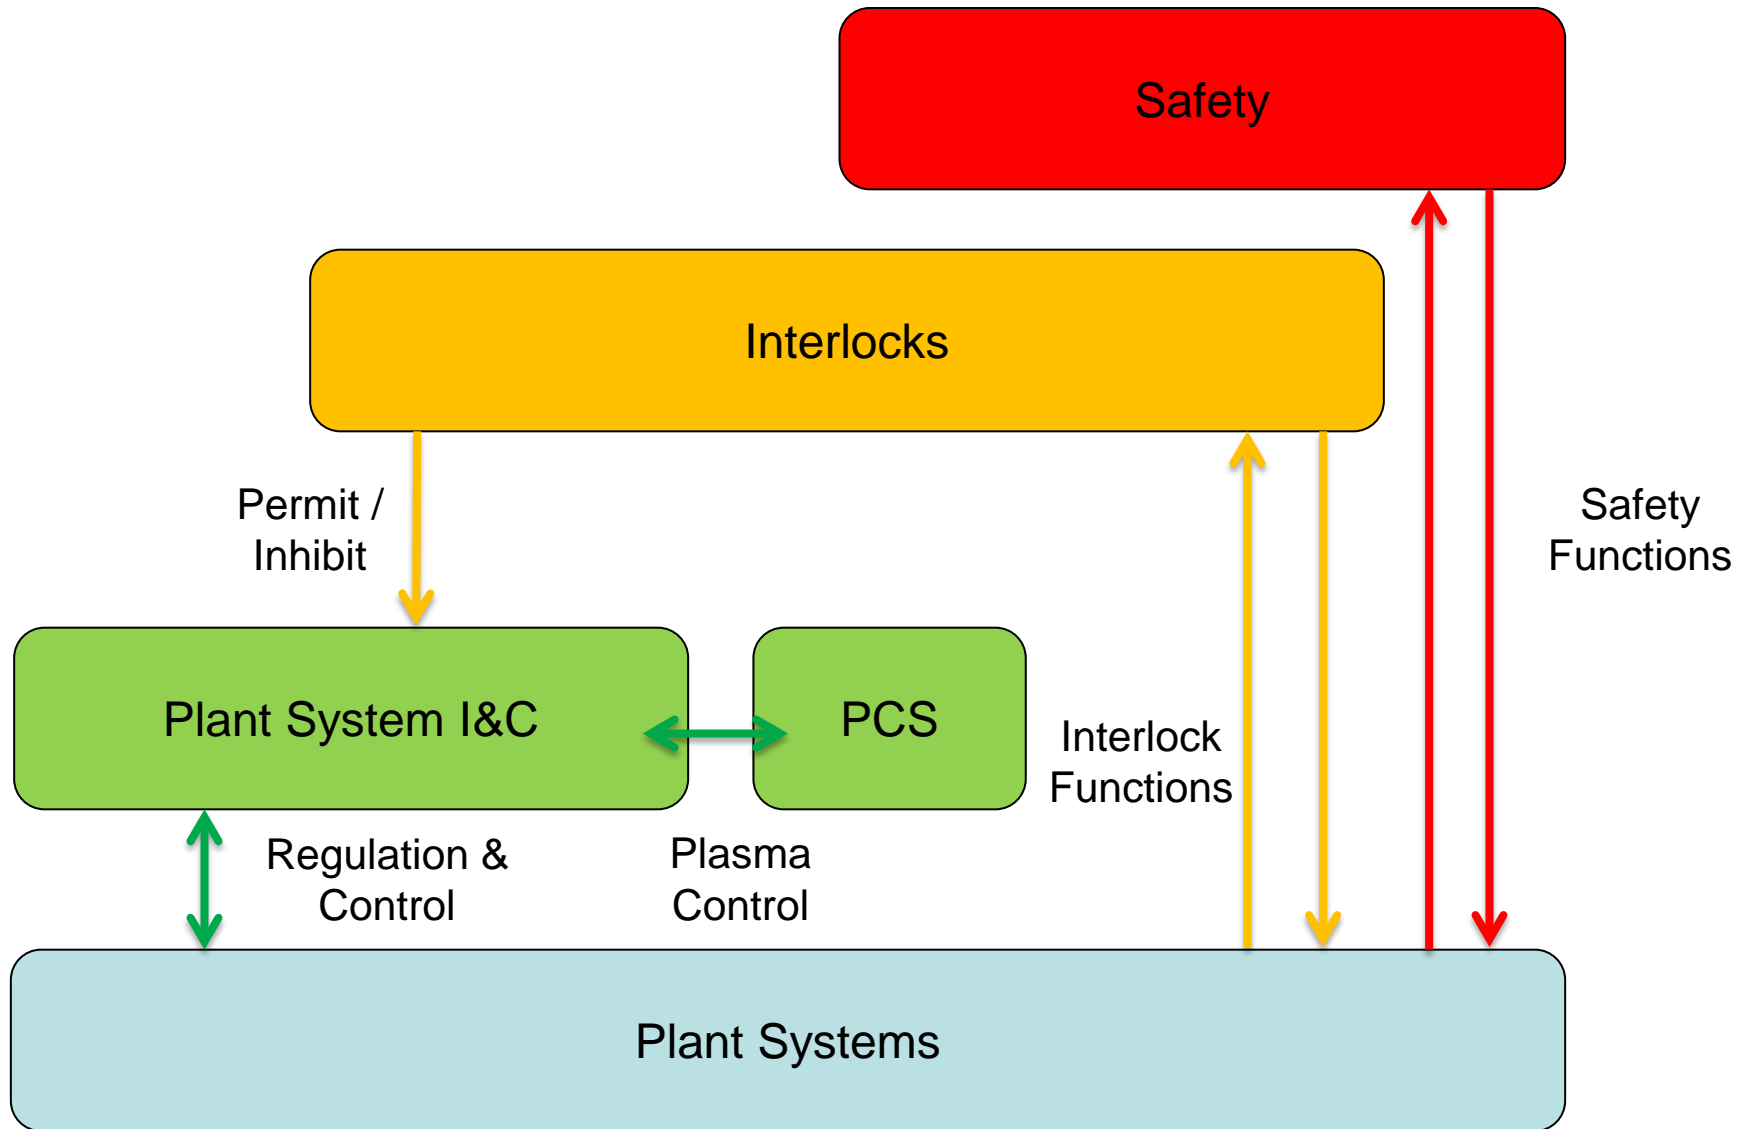 Safety
Interlocks
Permit /
Inhibit
Safety
Functions
Plant System I&C
PCS
Interlock
Functions
Regulation &
Control
Plasma
Control
Plant Systems